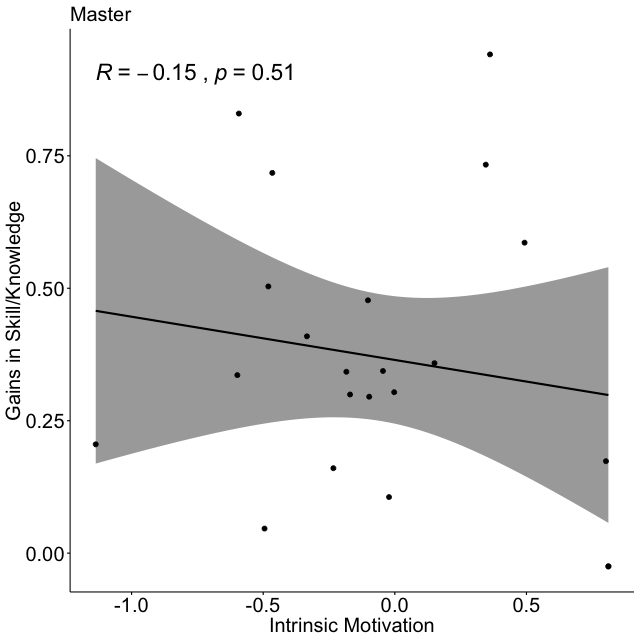 Master
R = −0.15 , p = 0.51
Gains in Skill/Knowledge
0.75
0.50
0.25
0.00
-1.0 -0.5 0.0 0.5
Intrinsic Motivation